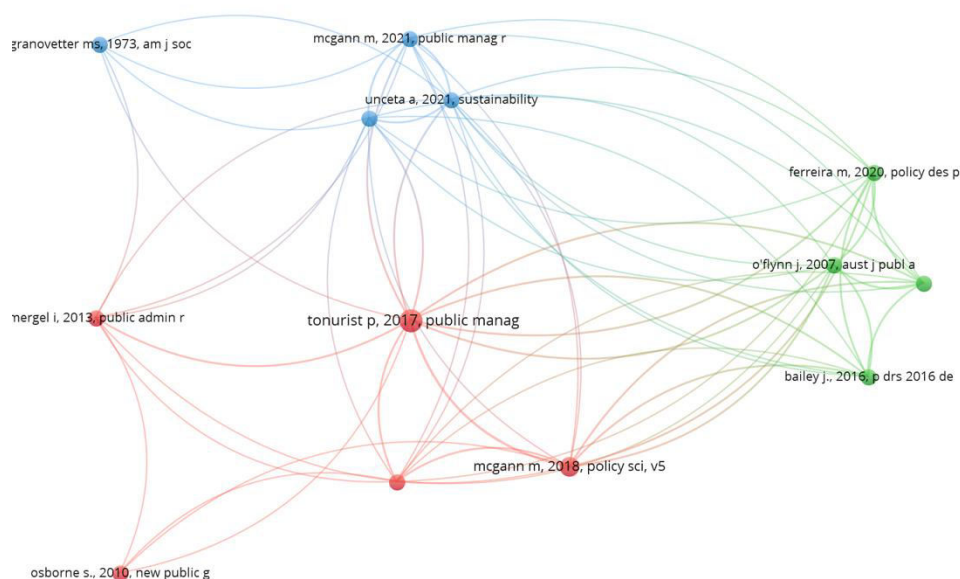 granovetter ms, 1973, am j soc
mcgann m, 2021, public manag r
unceta a, 2021, sustainability
ferreira m, 2020, policy des p
o'flynn j, 2007, aust j publ a
mergel i, 2013, public admin r
tonurist p, 2017, public manag
bailey j., 2016, p drs 2016 de
mcgann m, 2018, policy sci, v5
osborne s., 2010, new public g